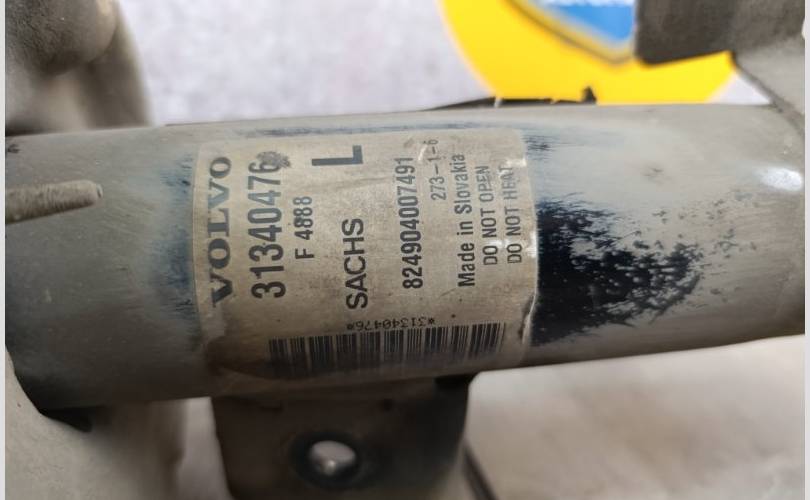 VOLVO
31340476
F 4888
L
SACHS
824904007491
273-1-6
Made in Slovakia
DO NOT OPEN
DO NOT HEAT
*31340476*